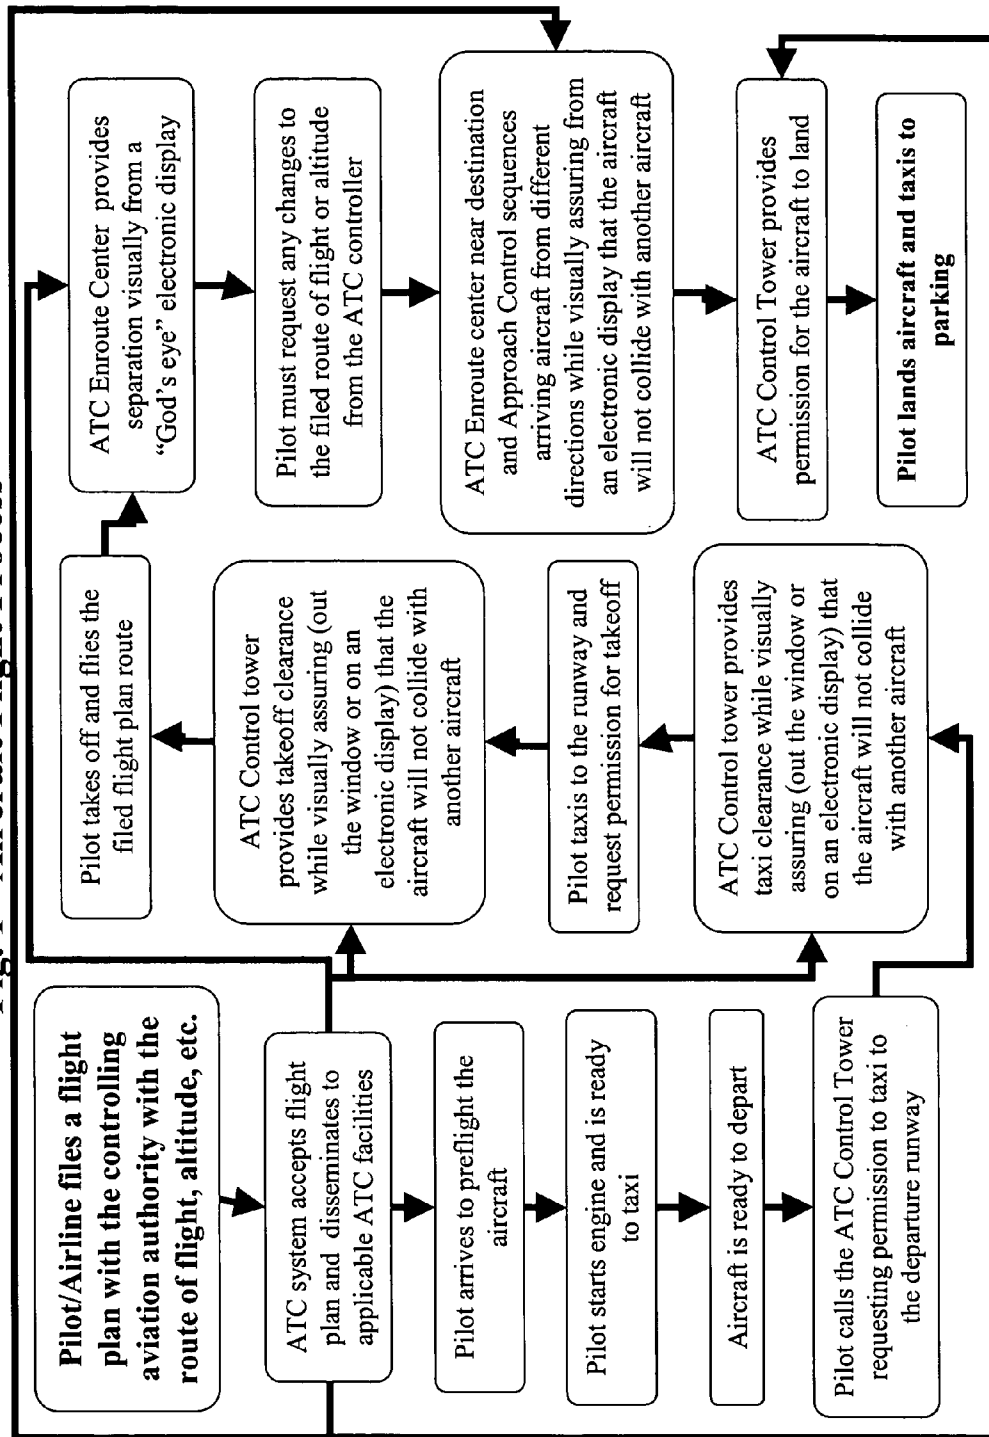 Pilot/Airline files a flight
plan with the controlling
aviation authority with the
route of flight, altitude, etc.
ATC system accepts flight
plan and disseminates to
applicable ATC facilities
Pilot arrives to preflight the
aircraft
Pilot starts engine and is ready
to taxi
Aircraft is ready to depart
Pilot calls the ATC Control Tower
requesting permission to taxi to
the departure runway
ATC Control tower provides
taxi clearance while visually
assuring (out the window or
on an electronic display) that
the aircraft will not collide
with another aircraft
Pilot taxis to the runway and
request permission for takeoff
ATC Control tower
provides takeoff clearance
while visually assuring (out
the window or on an
electronic display) that the
aircraft will not collide with
another aircraft
Pilot takes off and flies the
filed flight plan route
ATC Enroute Center provides
separation visually from a
“God's eye” electronic display
Pilot must request any changes to
the filed route of flight or altitude
from the ATC controller
ATC Enroute center near destination
and Approach Control sequences
arriving aircraft from different
directions while visually assuring from
an electronic display that the aircraft
will not collide with another aircraft
ATC Control Tower provides
permission for the aircraft to land
Pilot lands aircraft and taxis to
parking